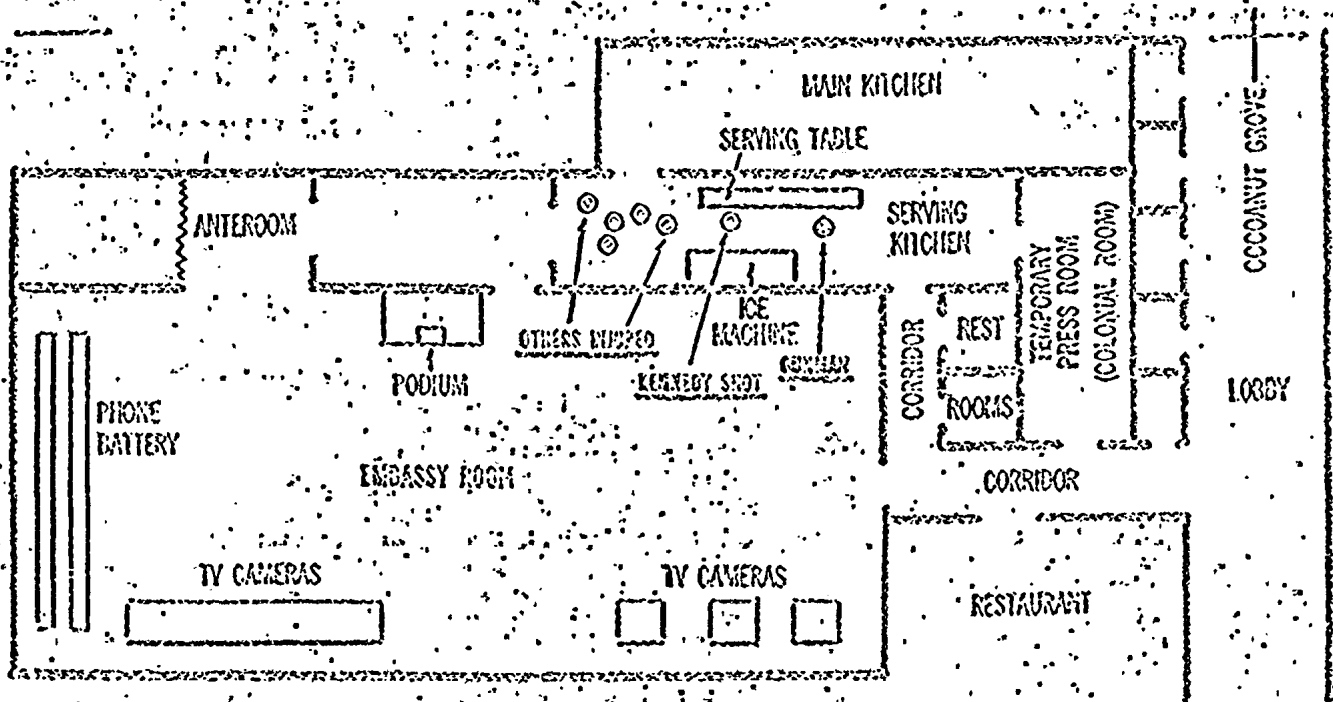 MAIN KITCHEN
SERVING TABLE
COCOANUT GROVE
ANTEROOM
SERVING
KITCHEN
TEMPORARY
PRESS ROOM
(COLONIAL ROOM)
ICE
MACHINE
OTHERS INJURED
KENNEDY SHOT
GUNMAN
PODIUM
CORRIDOR
REST
ROOMS
LOBBY
PHONE
BATTERY
EMBASSY ROOM
CORRIDOR
TV CAMERAS
TV CAMERAS
RESTAURANT